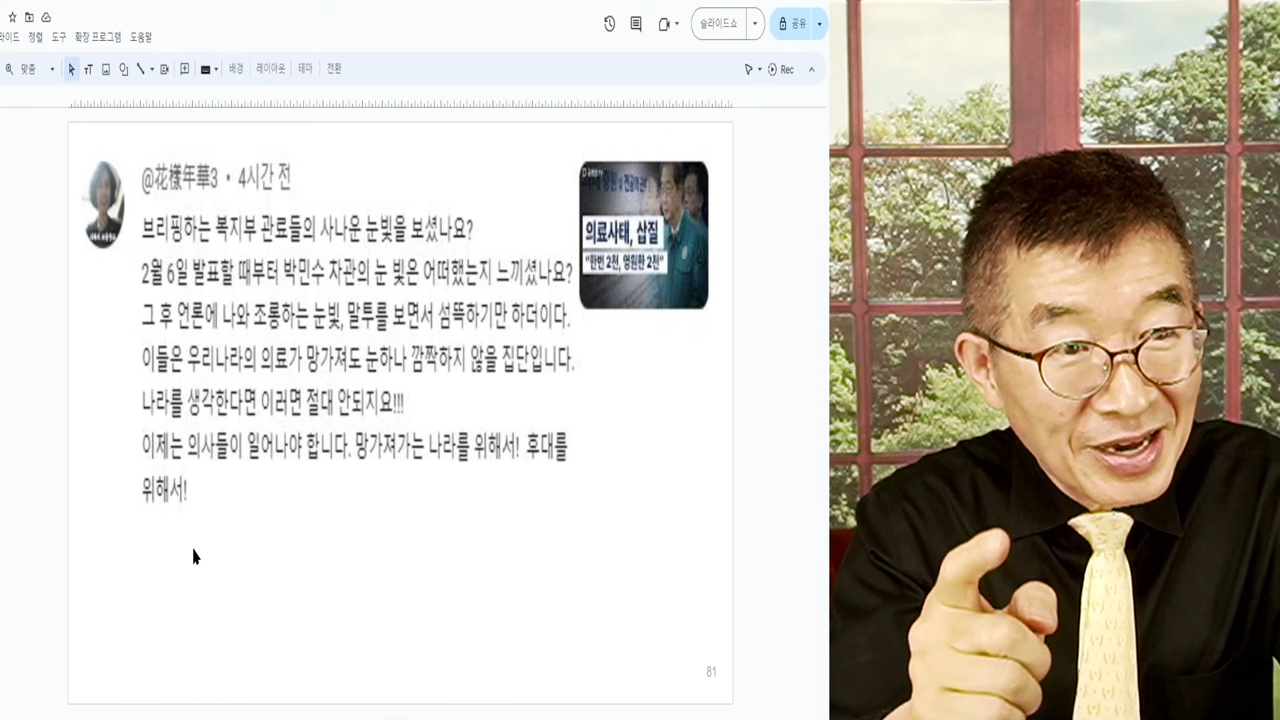 라이드 정렬 도구 확장 프로그램 도움말
슬라이드쇼
공유
맞춤
배경 레이아웃 테마 전환
Rec
@花樣年華3 • 4시간 전
브리핑하는 복지부 관료들의 사나운 눈빛을 보셨나요?
2월 6일 발표할 때부터 박민수 차관의 눈 빛은 어떠했는지 느끼셨나요?
그 후 언론에 나와 조롱하는 눈빛, 말투를 보면서 섬뜩하기만 하더이다.
이들은 우리나라의 의료가 망가져도 눈하나 깜짝하지 않을 집단입니다.
나라를 생각한다면 이러면 절대 안되지요!!!
이제는 의사들이 일어나야 합니다. 망가져가는 나라를 위해서! 후대를
위해서!
의료사태, 삽질
"한번 2천, 영원한 2천"
81